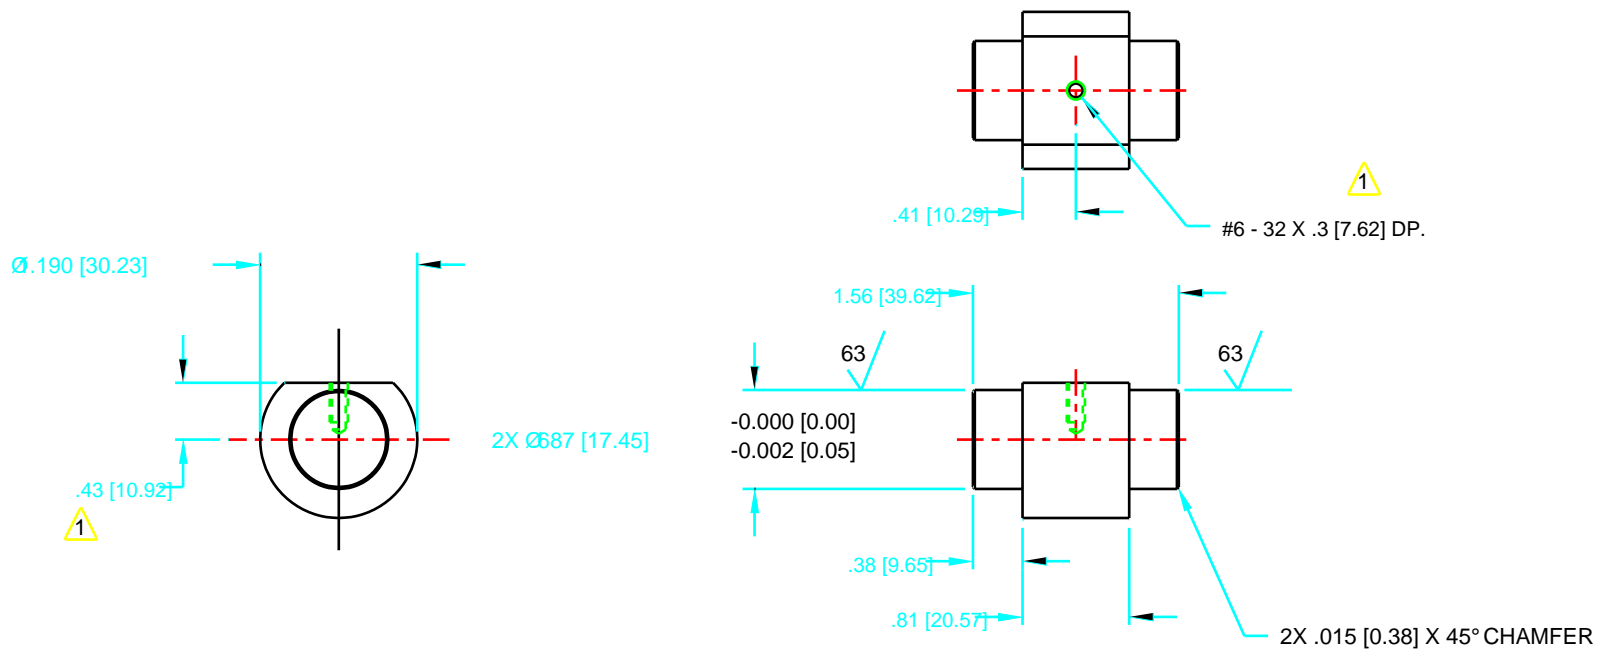 1
.41 [10.29]
#6 - 32 X .3 [7.62] DP.
Ø.190 [30.23]
1.56 [39.62]
63
63
-0.000 [0.00]
2X Ø687 [17.45]
-0.002 [0.05]
.43 [10.92]
1
.38 [9.65]
.81 [20.57]
2X .015 [0.38] X 45° CHAMFER